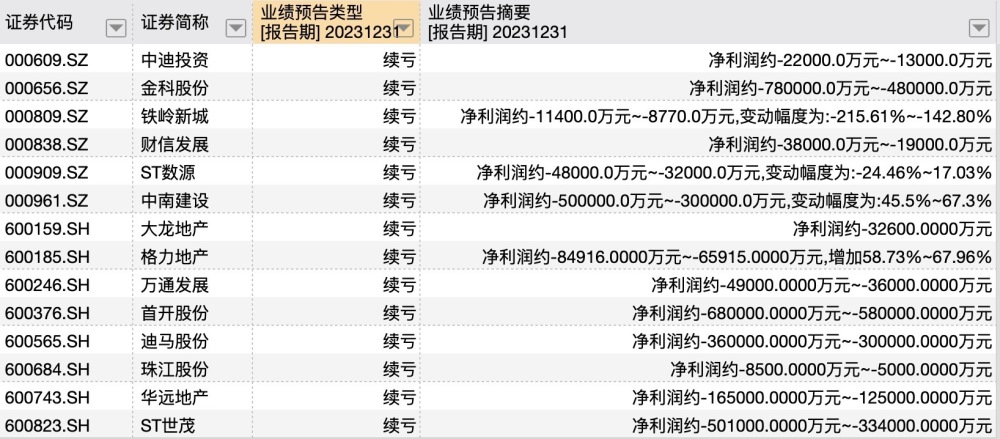 证券代码 证券简称 业绩预告类型 业绩预告摘要
[报告期] 20231231 [报告期] 20231231
000609.SZ 中迪投资 续亏 净利润约-22000.0万元~-13000.0万元
000656.SZ 金科股份 续亏 净利润约-780000.0万元~-480000.0万元
000809.SZ 铁岭新城 续亏 净利润约-11400.0万元~-8770.0万元,变动幅度为:-215.61%~-142.80%
000838.SZ 财信发展 续亏 净利润约-38000.0万元~-19000.0万元
000909.SZ ST数源 续亏 净利润约-48000.0万元~-32000.0万元,变动幅度为:-24.46%~17.03%
000961.SZ 中南建设 续亏 净利润约-500000.0万元~-300000.0万元,变动幅度为:45.5%~67.3%
600159.SH 大龙地产 续亏 净利润约-32600.0000万元
600185.SH 格力地产 续亏 净利润约-84916.0000万元~-65915.0000万元,增加58.73%~67.96%
600246.SH 万通发展 续亏 净利润约-49000.0000万元~-36000.0000万元
600376.SH 首开股份 续亏 净利润约-680000.0000万元~-580000.0000万元
600565.SH 迪马股份 续亏 净利润约-360000.0000万元~-300000.0000万元
600684.SH 珠江股份 续亏 净利润约-8500.0000万元~-5000.0000万元
600743.SH 华远地产 续亏 净利润约-165000.0000万元~-125000.0000万元
600823.SH ST世茂 续亏 净利润约-501000.0000万元~-334000.0000万元